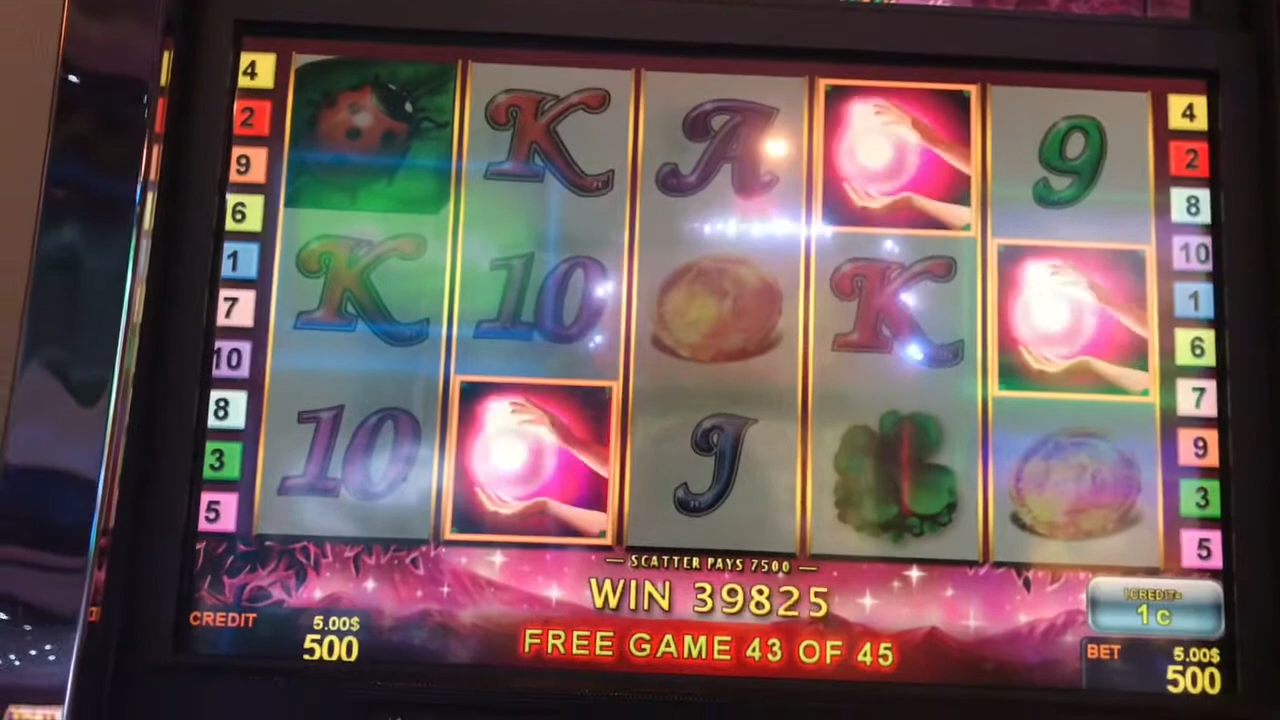 4 K A 9 4
2 2
9 8
6 10
1 K 10 K 1
7 6
10 7
8 9
3 10 J 3
5 5
SCATTER PAYS 7500
WIN 39825
1CREDIT=
1 c
CREDIT 5.00$
500
FREE GAME 43 OF 45
BET 5.00$
500